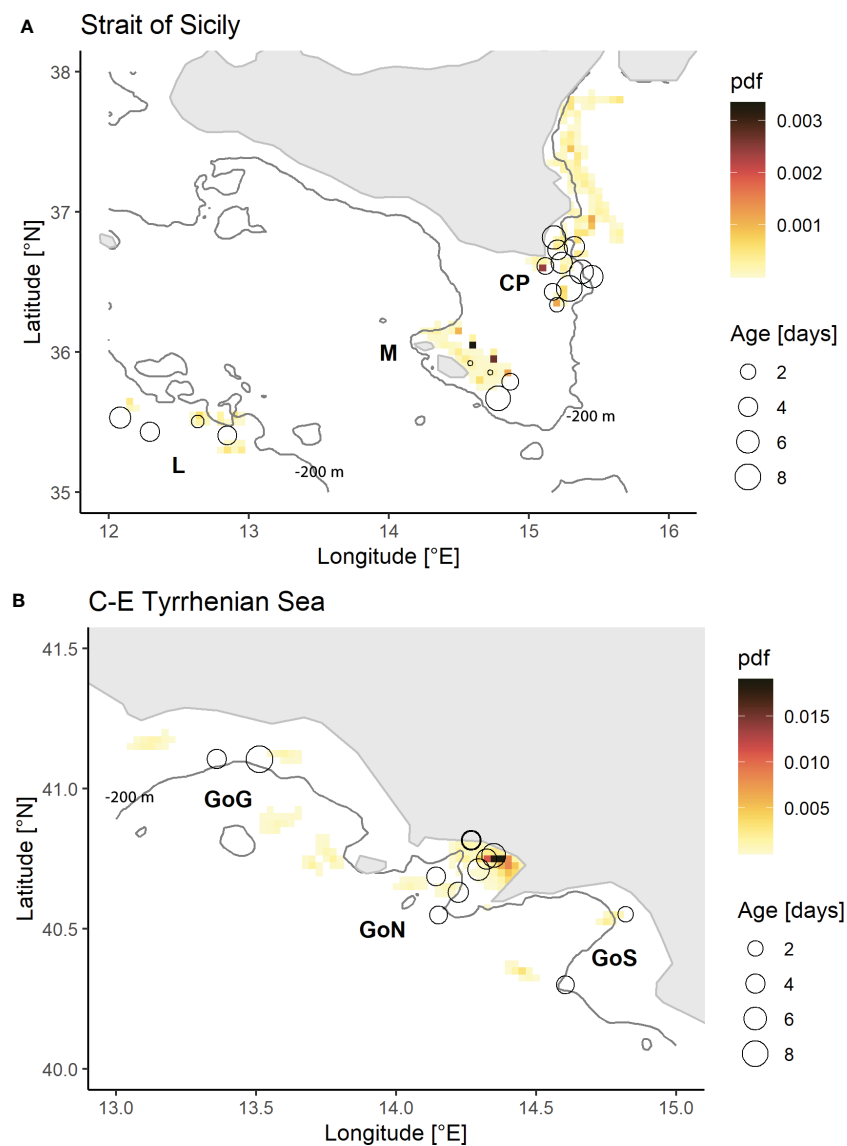 A
Strait of Sicily
38
37
36
35
Latitude [°N]
CP
M
L
-200 m
-200 m
12
13
14
15
16
Longitude [°E]
pdf
0.003
0.002
0.001
Age [days]
2
4
6
8
B
C-E Tyrrhenian Sea
41.5
41.0
40.5
40.0
Latitude [°N]
-200 m
GoG
GoN
GoS
13.0
13.5
14.0
14.5
15.0
Longitude [°E]
pdf
0.015
0.010
0.005
Age [days]
2
4
6
8